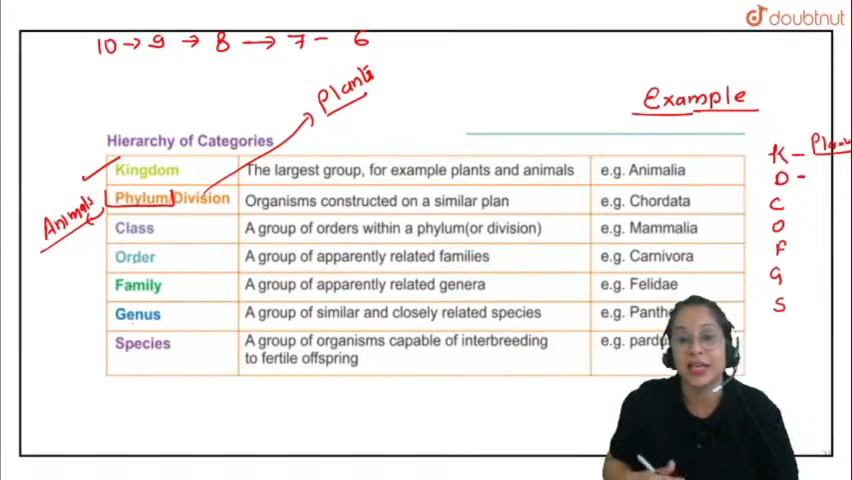 doubtnut
10 → 9 → 8 → 7 - 6
Plants
Example
Hierarchy of Categories
Kingdom The largest group, for example plants and animals e.g. Animalia
Phylum/Division Organisms constructed on a similar plan e.g. Chordata
Class A group of orders within a phylum(or division) e.g. Mammalia
Order A group of apparently related families e.g. Carnivora
Family A group of apparently related genera e.g. Felidae
Genus A group of similar and closely related species e.g.
Species A group of organisms capable of interbreeding e.g.
to fertile offspring
Animals
K -
D -
C
O
F
G
S